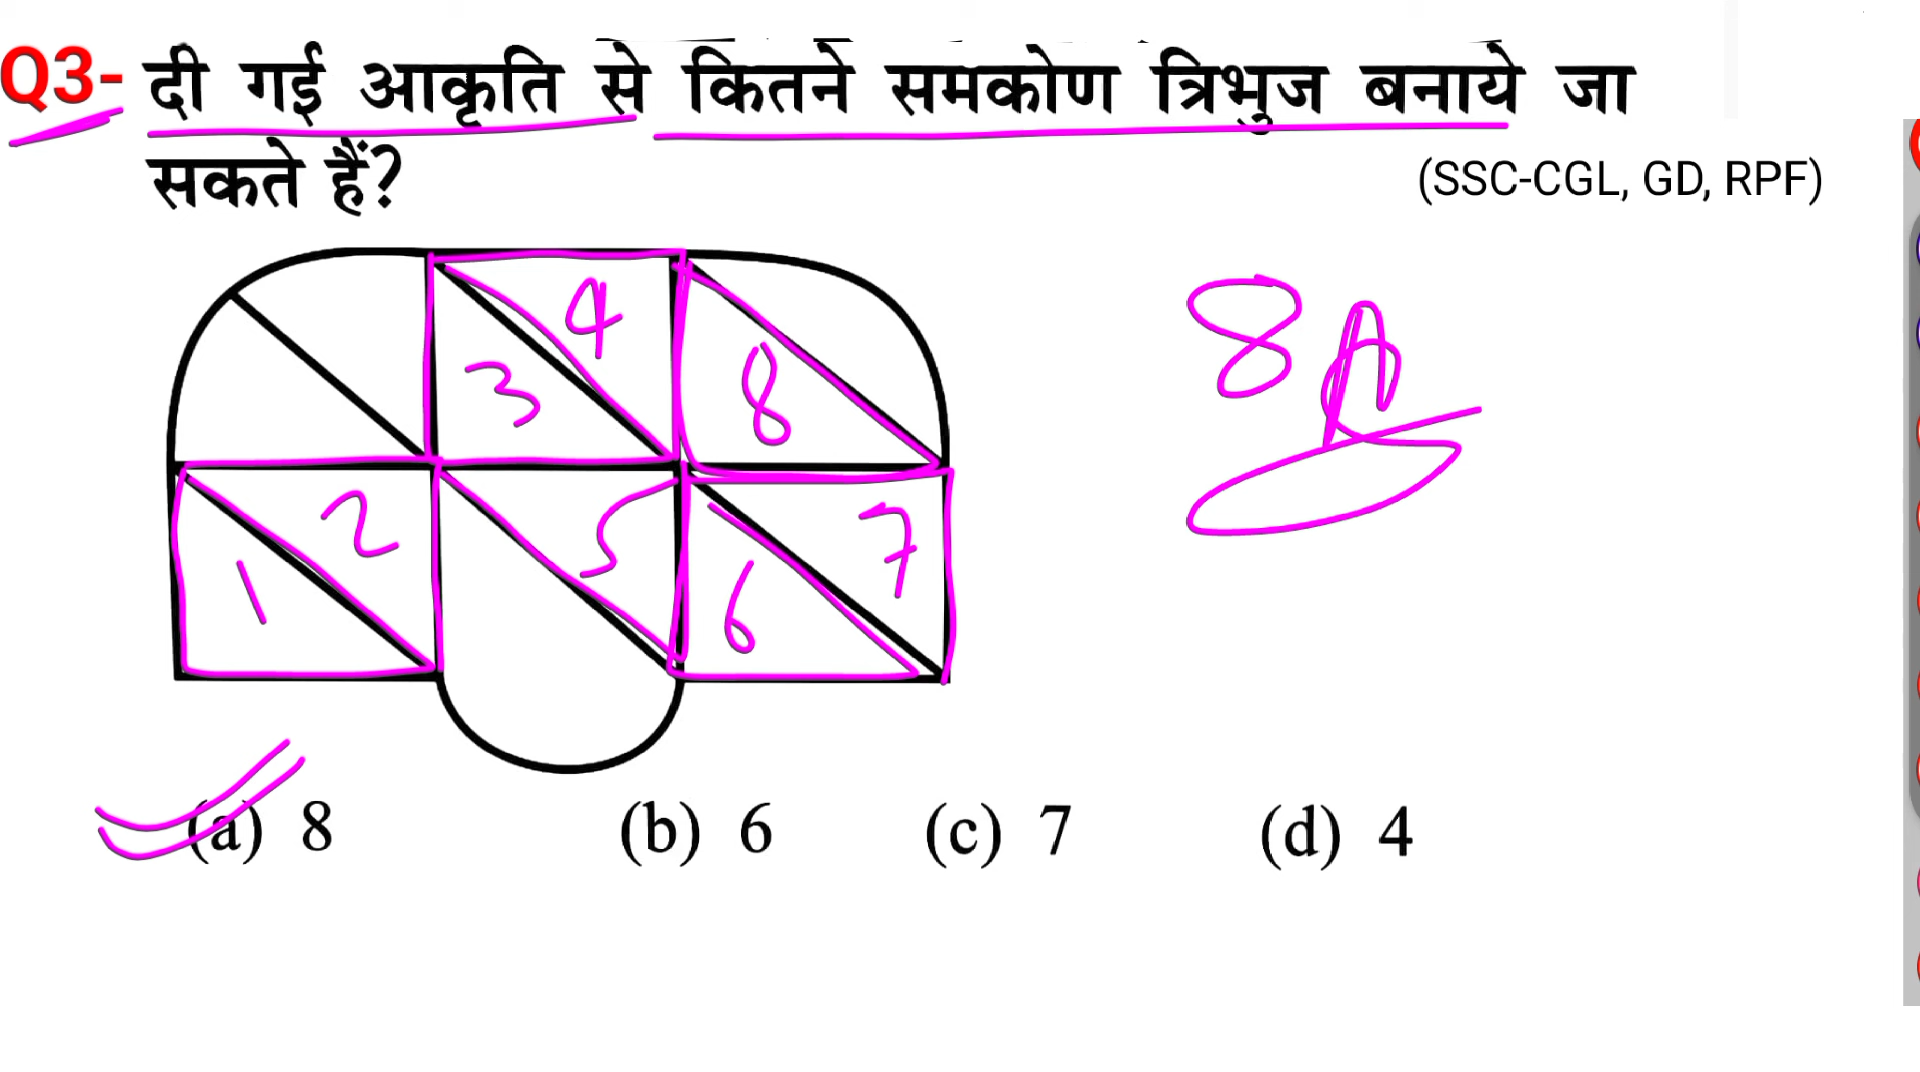 Q3- दी गई आकृति से कितने समकोण त्रिभुज बनाये जा
सकते हैं?
(SSC-CGL, GD, RPF)
4
3
8
8
2
5
7
1
6
(a) 8 (b) 6 (c) 7 (d) 4